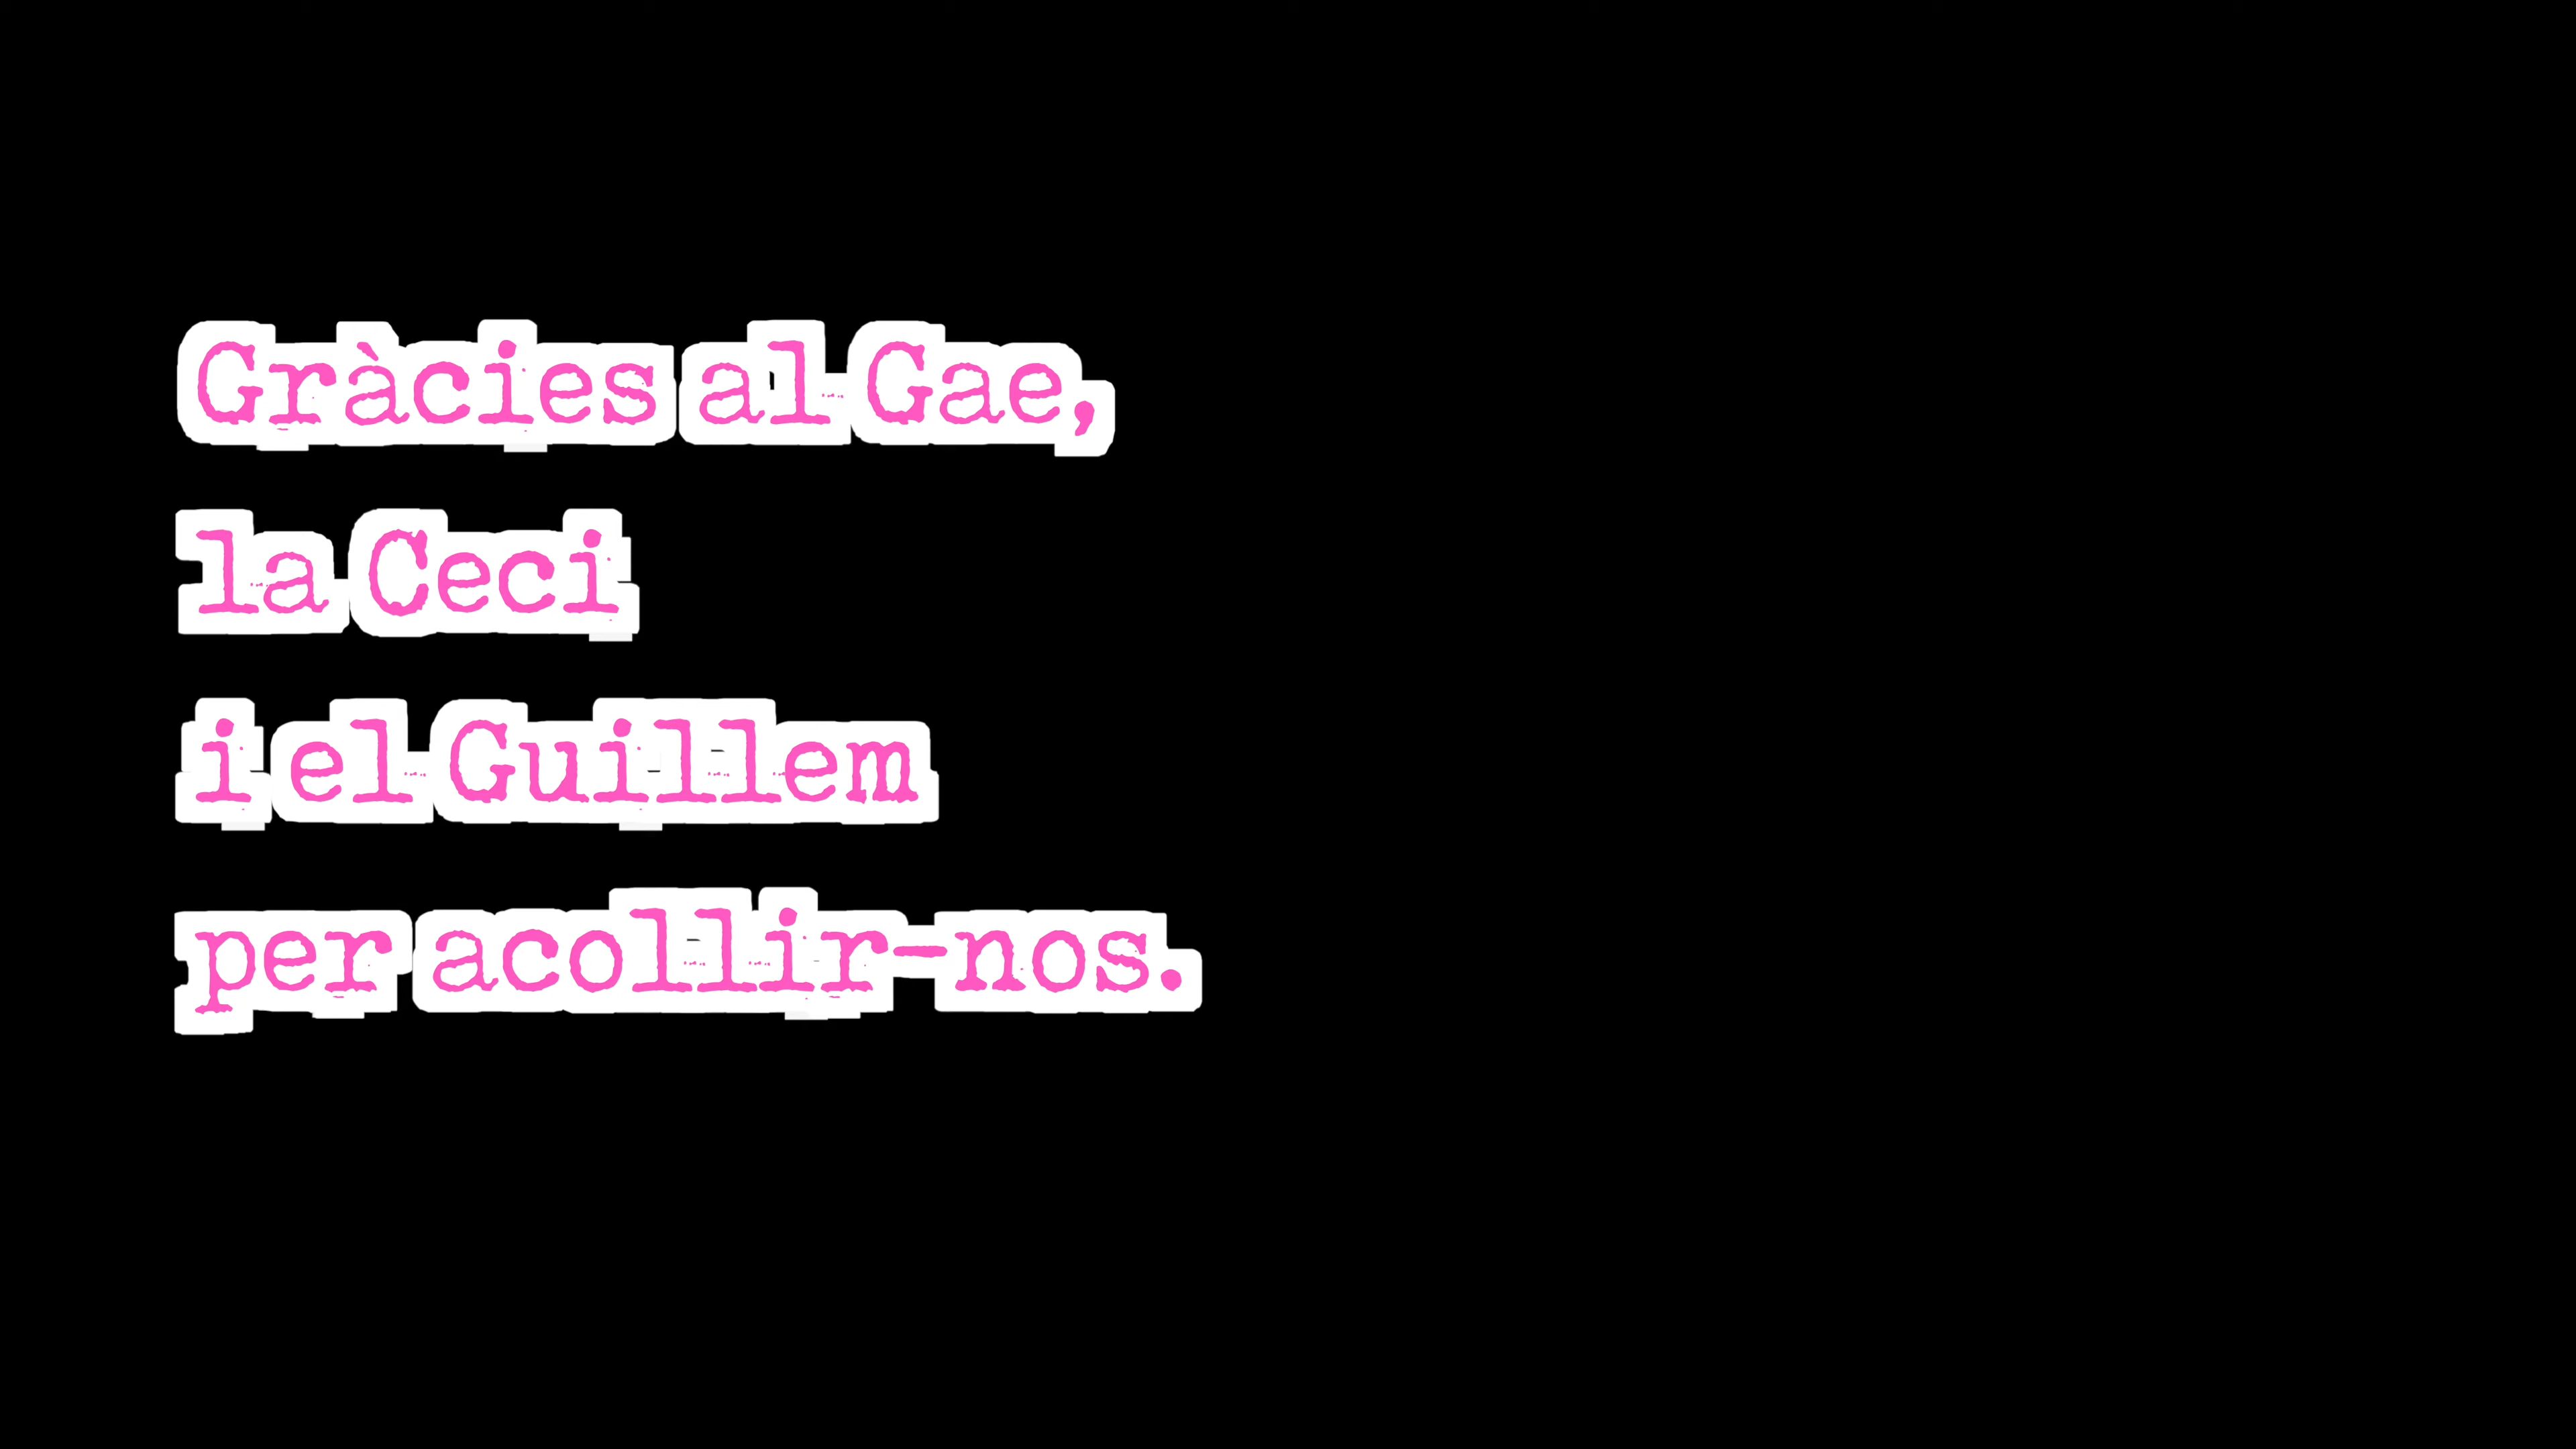 Gràcies al Gae,
la Ceci
i el Guillem
per acollir-nos.